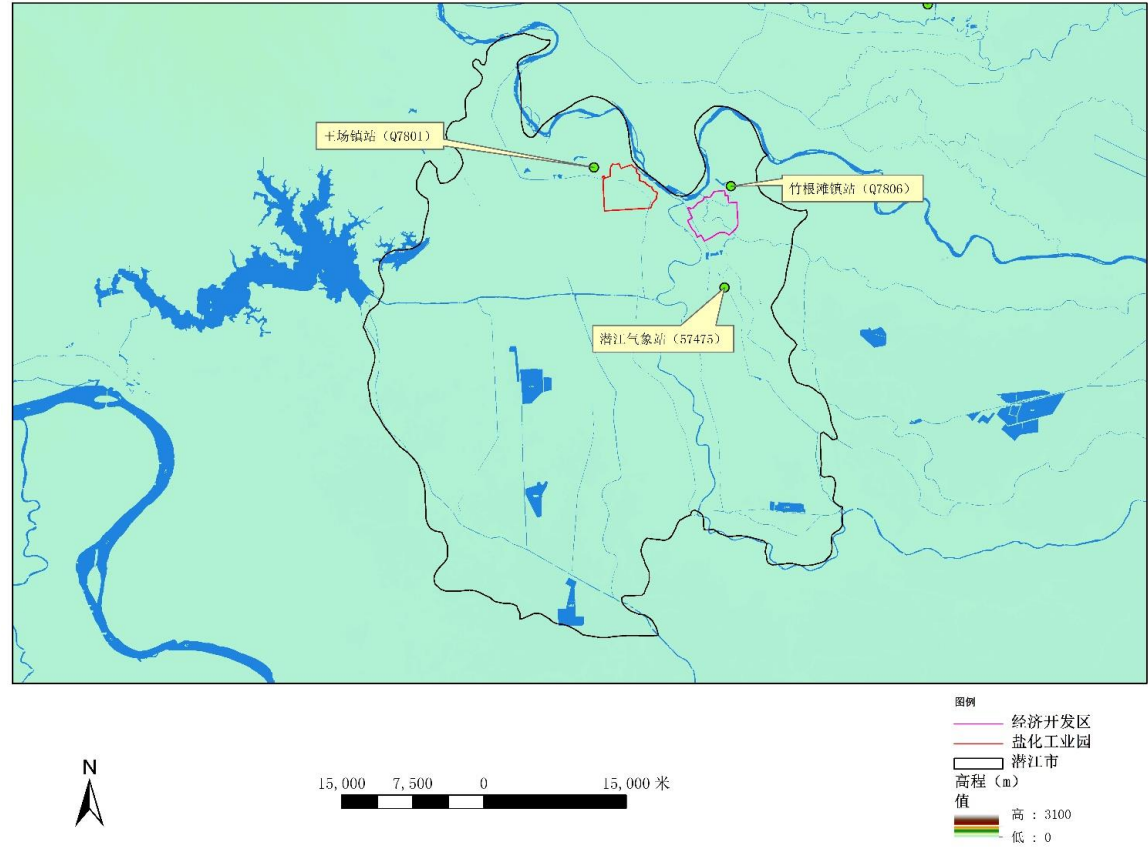 王场镇站（Q7801）
竹根滩镇站（Q7806）
潜江气象站（57475）
图例
经济开发区
盐化工业园
潜江市
高程（m）
值
高 : 3100
低 : 0
N
15,000 7,500 0 15,000 米